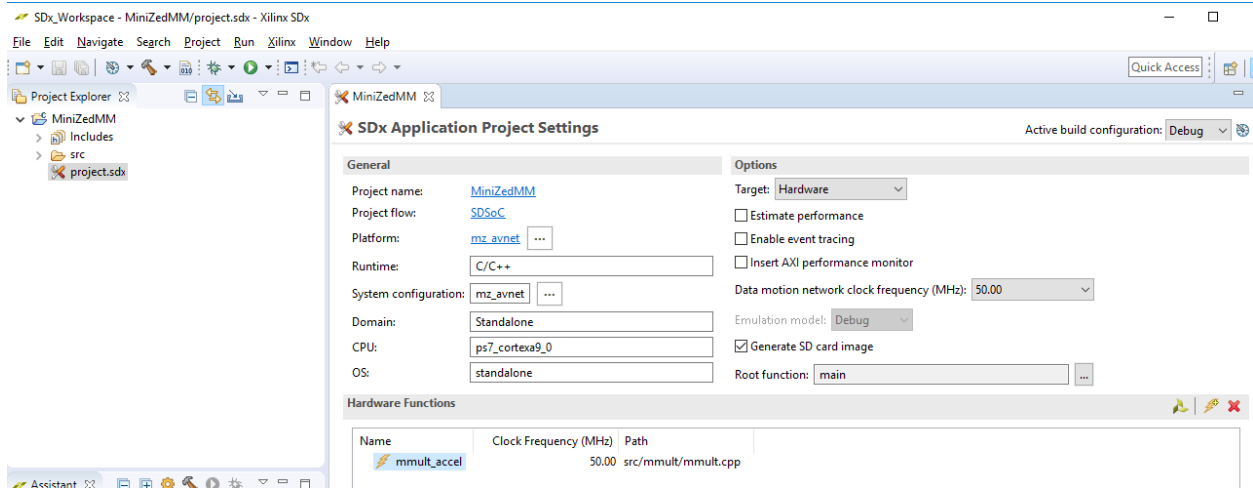 SDx_Workspace - MiniZedMM/project.sdx - Xilinx SDx
File Edit Navigate Search Project Run Xilinx Window Help
Quick Access
Project Explorer
MiniZedMM
Includes
src
project.sdx
Assistant
MiniZedMM
SDx Application Project Settings
Active build configuration: Debug
General
Project name: MiniZedMM
Project flow: SDSoC
Platform: mz_avnet ...
Runtime: C/C++
System configuration: mz_avnet ...
Domain: Standalone
CPU: ps7_cortexa9_0
OS: standalone
Options
Target: Hardware
Estimate performance
Enable event tracing
Insert AXI performance monitor
Data motion network clock frequency (MHz): 50.00
Emulation model: Debug
Generate SD card image
Root function: main ...
Hardware Functions
Name Clock Frequency (MHz) Path
mmult_accel 50.00 src/mmult/mmult.cpp